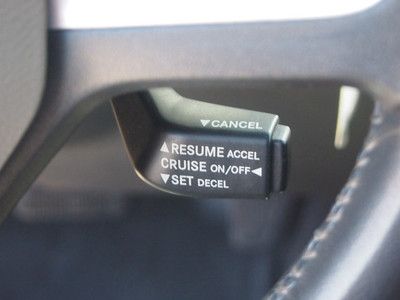 ▼CANCEL
▲RESUME ACCEL
CRUISE ON/OFF◀
▼SET DECEL